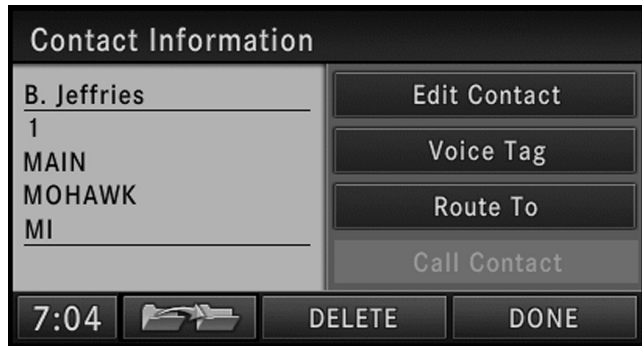 Contact Information
B. Jeffries
1
MAIN
MOHAWK
MI
Edit Contact
Voice Tag
Route To
Call Contact
7:04
DELETE
DONE